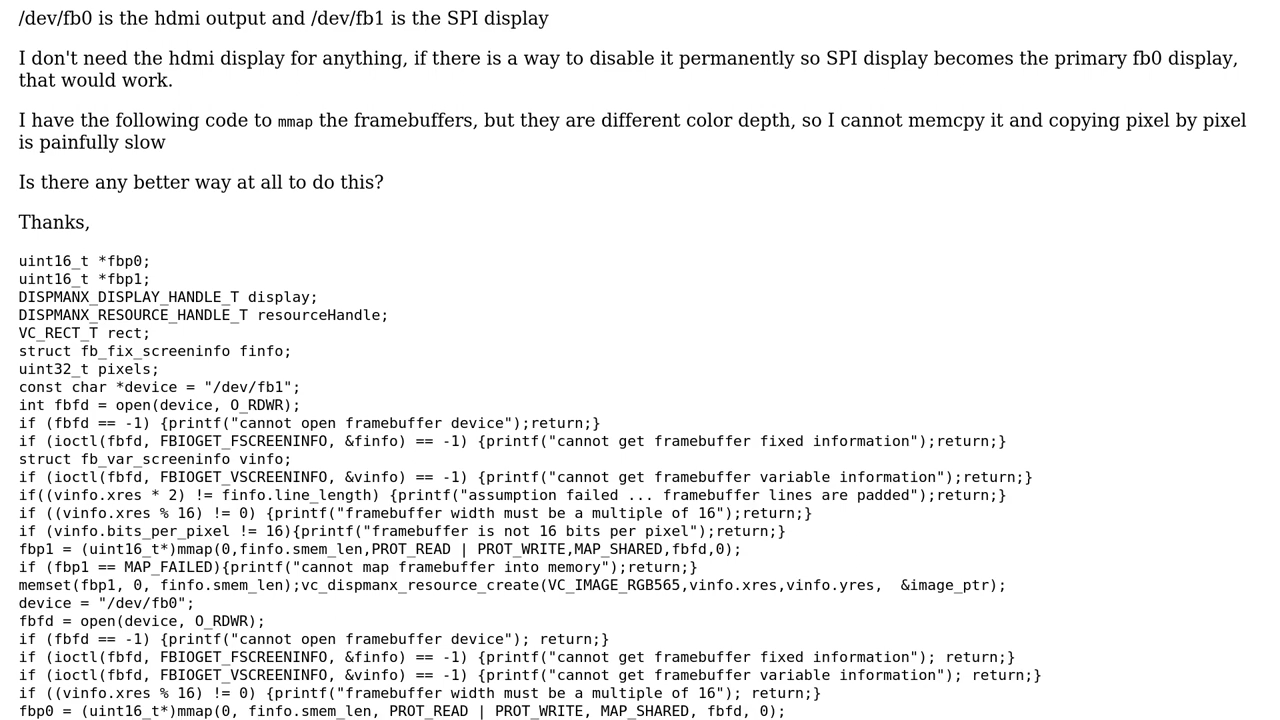 /dev/fb0 is the hdmi output and /dev/fb1 is the SPI display
I don't need the hdmi display for anything, if there is a way to disable it permanently so SPI display becomes the primary fb0 display,
that would work.
I have the following code to mmap the framebuffers, but they are different color depth, so I cannot memcpy it and copying pixel by pixel
is painfully slow
Is there any better way at all to do this?
Thanks,
uint16_t *fbp0;
uint16_t *fbp1;
DISPMANX_DISPLAY_HANDLE_T display;
DISPMANX_RESOURCE_HANDLE_T resourceHandle;
VC_RECT_T rect;
struct fb_fix_screeninfo finfo;
uint32_t pixels;
const char *device = "/dev/fb1";
int fbfd = open(device, O_RDWR);
if (fbfd == -1) {printf("cannot open framebuffer device");return;}
if (ioctl(fbfd, FBIOGET_FSCREENINFO, &finfo) == -1) {printf("cannot get framebuffer fixed information");return;}
struct fb_var_screeninfo vinfo;
if (ioctl(fbfd, FBIOGET_VSCREENINFO, &vinfo) == -1) {printf("cannot get framebuffer variable information");return;}
if((vinfo.xres * 2) != finfo.line_length) {printf("assumption failed ... framebuffer lines are padded");return;}
if ((vinfo.xres % 16) != 0) {printf("framebuffer width must be a multiple of 16");return;}
if (vinfo.bits_per_pixel != 16){printf("framebuffer is not 16 bits per pixel");return;}
fbp1 = (uint16_t*)mmap(0,finfo.smem_len,PROT_READ | PROT_WRITE,MAP_SHARED,fbfd,0);
if (fbp1 == MAP_FAILED){printf("cannot map framebuffer into memory");return;}
memset(fbp1, 0, finfo.smem_len);vc_dispmanx_resource_create(VC_IMAGE_RGB565,vinfo.xres,vinfo.yres,  &image_ptr);
device = "/dev/fb0";
fbfd = open(device, O_RDWR);
if (fbfd == -1) {printf("cannot open framebuffer device"); return;}
if (ioctl(fbfd, FBIOGET_FSCREENINFO, &finfo) == -1) {printf("cannot get framebuffer fixed information"); return;}
if (ioctl(fbfd, FBIOGET_VSCREENINFO, &vinfo) == -1) {printf("cannot get framebuffer variable information"); return;}
if ((vinfo.xres % 16) != 0) {printf("framebuffer width must be a multiple of 16"); return;}
fbp0 = (uint16_t*)mmap(0, finfo.smem_len, PROT_READ | PROT_WRITE, MAP_SHARED, fbfd, 0);